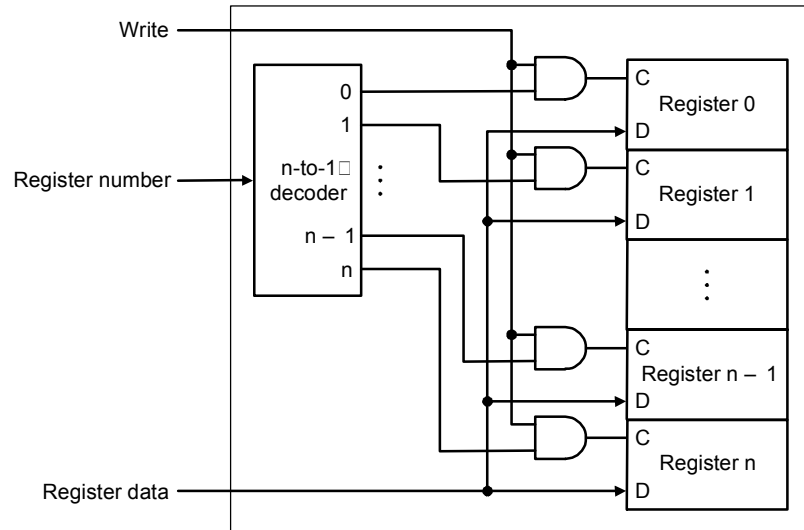 Write
0
C
Register 0
D
1
n-to-1
decoder
Register number
C
Register 1
D
n – 1
n
C
Register n – 1
D
C
Register n
D
Register data